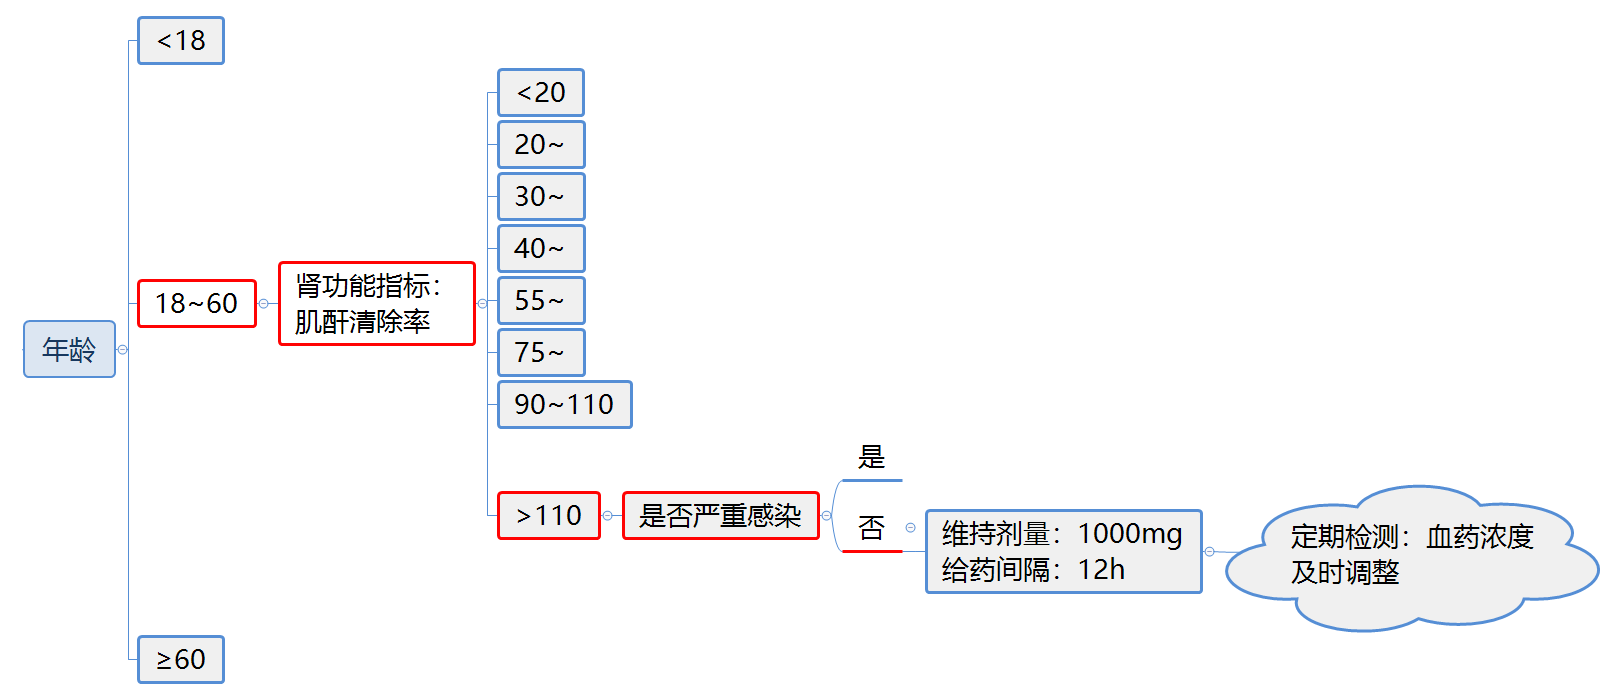 年龄
<18
18~60
≥60
肾功能指标：
肌酐清除率
<20
20~
30~
40~
55~
75~
90~110
>110
是否严重感染
是
否
维持剂量：1000mg
给药间隔：12h
定期检测：血药浓度
及时调整